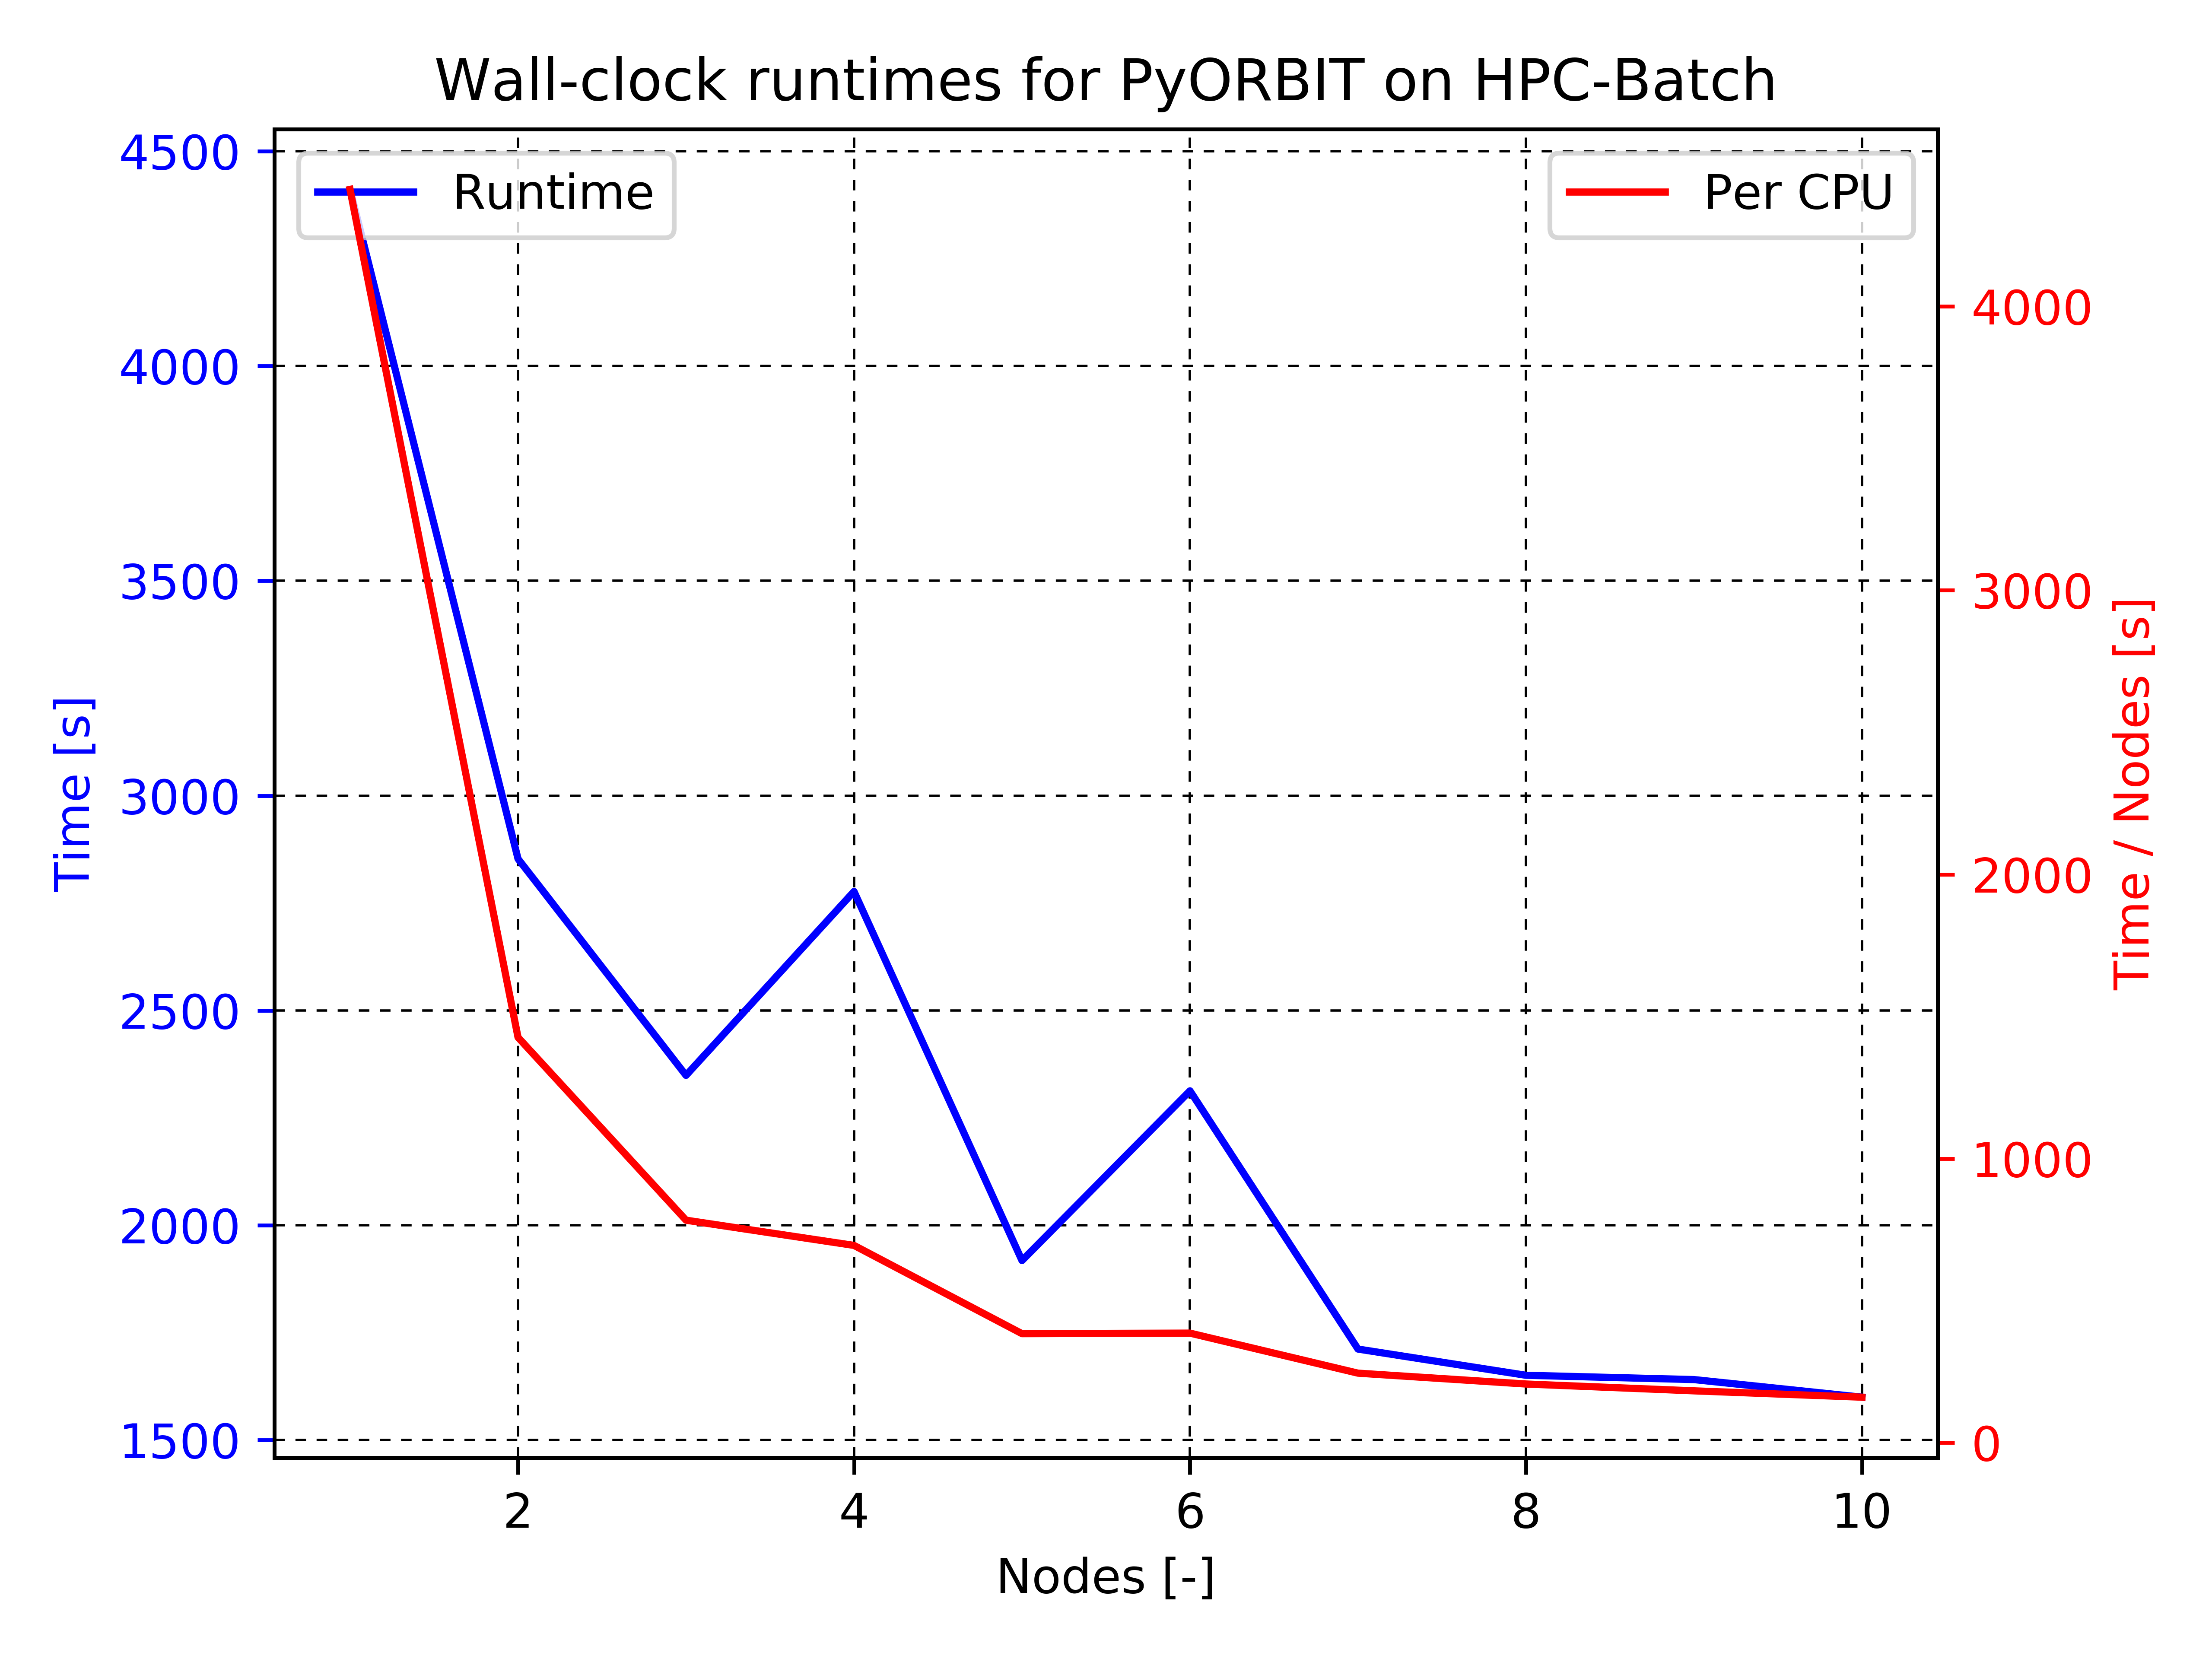 Wall-clock runtimes for PyORBIT on HPC-Batch
Runtime
Per CPU
4500
4000
3500
3000
2500
2000
1500
Time [s]
4000
3000
2000
1000
0
Time / Nodes [s]
2
4
6
8
10
Nodes [-]